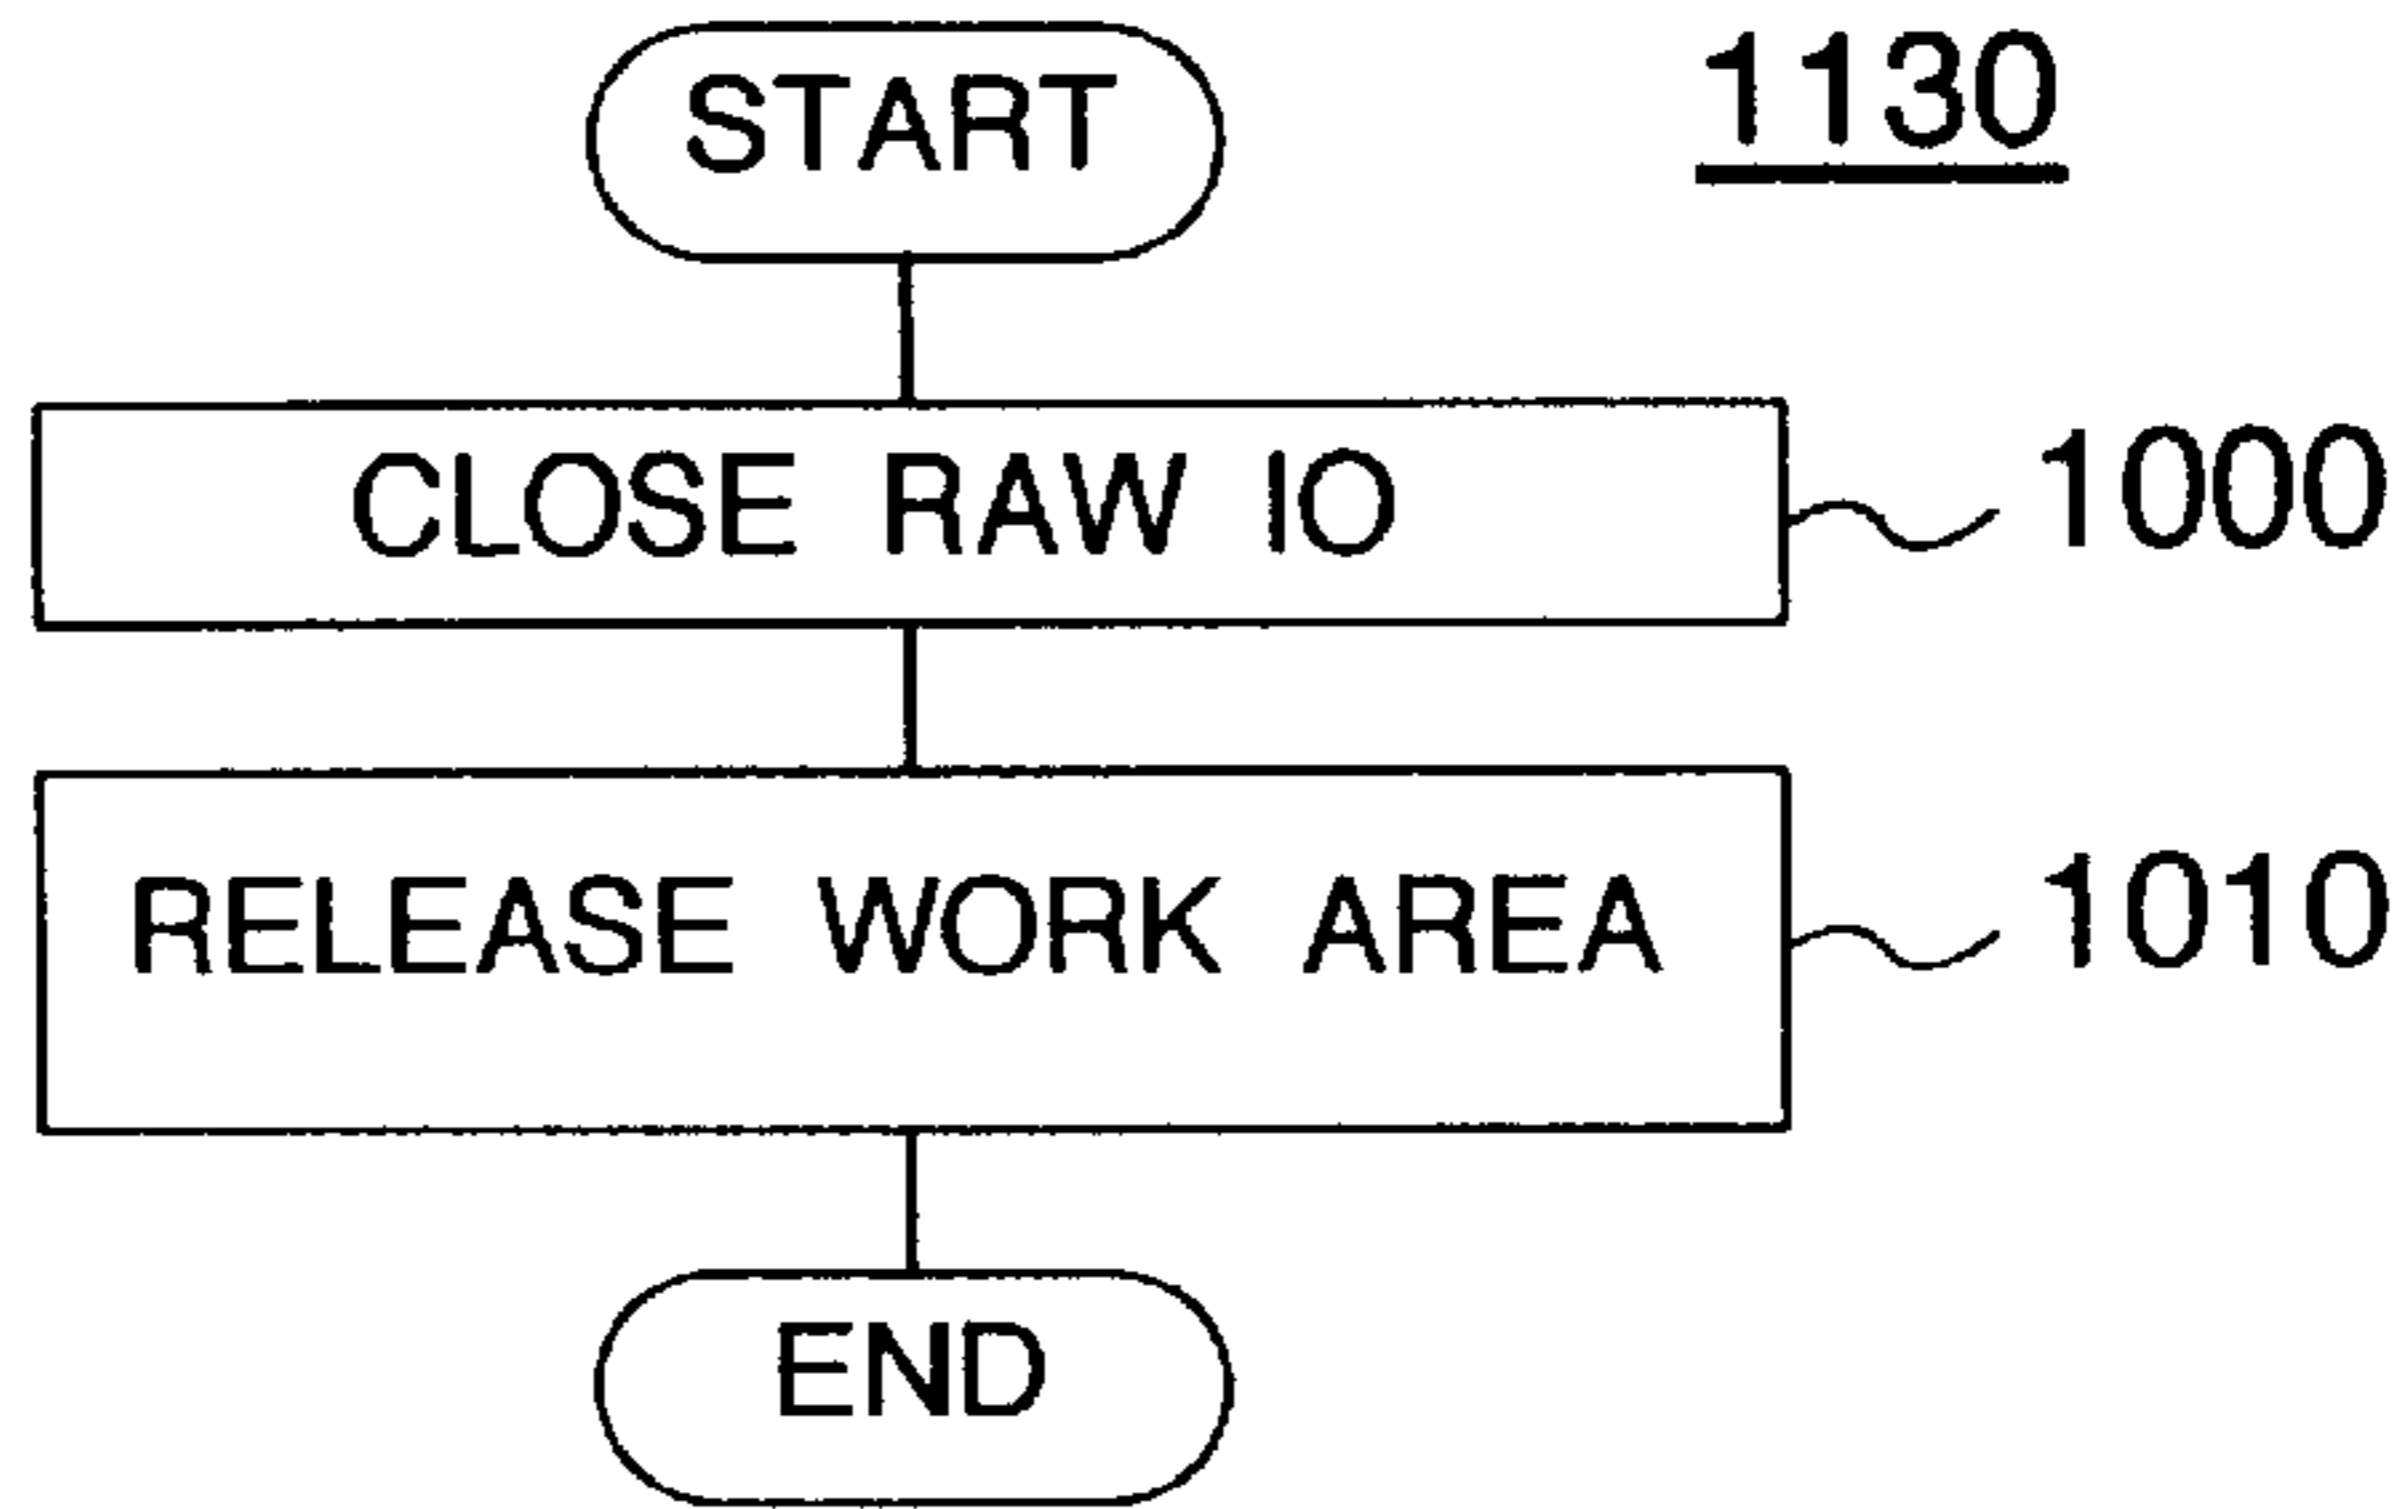 START
1130
CLOSE RAW IO
1000
RELEASE WORK AREA
1010
END